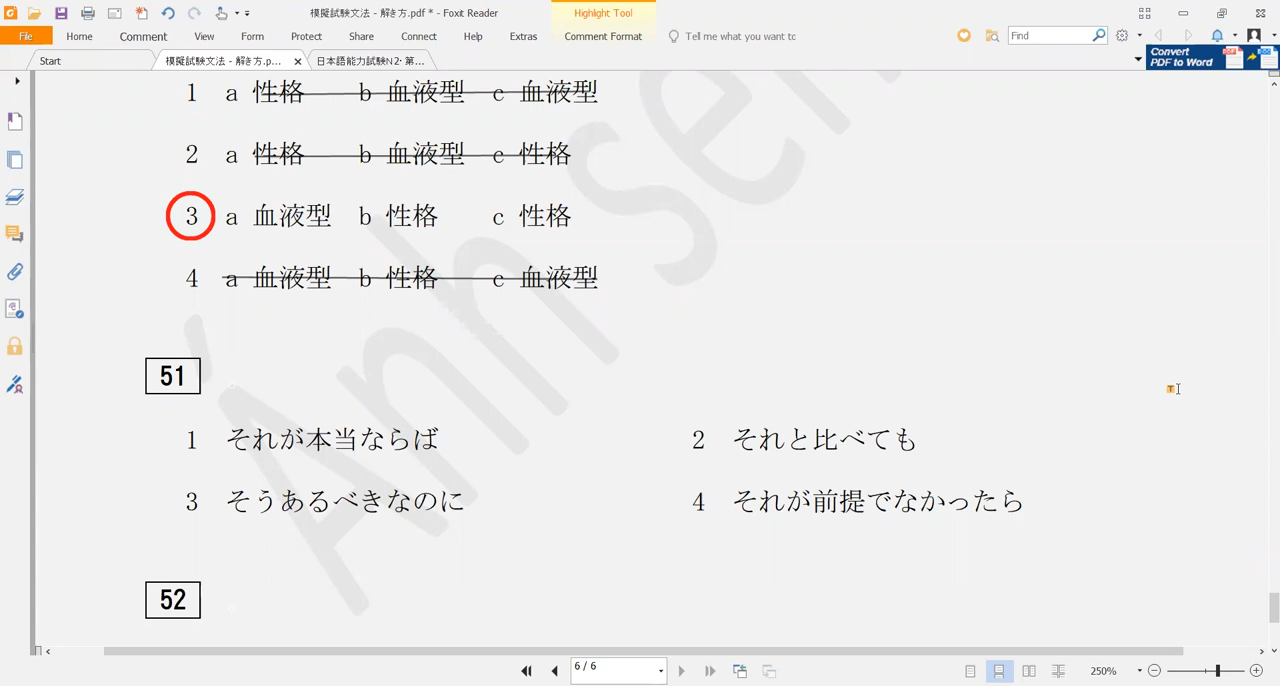 模擬試験文法 - 解き方.pdf * - Foxit Reader
Highlight Tool
File Home Comment View Form Protect Share Connect Help Extras Comment Format Tell me what you want to Find
Start 模擬試験文法 - 解き方.p... 日本語能力試験N2・第...
Convert
PDF to Word
1 a 性格 b 血液型 c 血液型
2 a 性格 b 血液型 c 性格
3 a 血液型 b 性格 c 性格
4 a 血液型 b 性格 c 血液型
51
1 それが本当ならば 2 それと比べても
3 そうあるべきなのに 4 それが前提でなかったら
52
6 / 6
250%